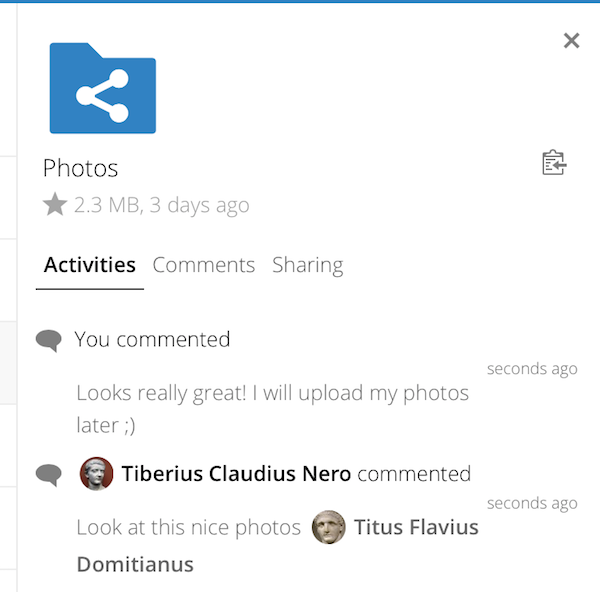 Photos
2.3 MB, 3 days ago
Activities Comments Sharing
You commented
seconds ago
Looks really great! I will upload my photos
later ;)
Tiberius Claudius Nero commented
seconds ago
Look at this nice photos Titus Flavius
Domitianus